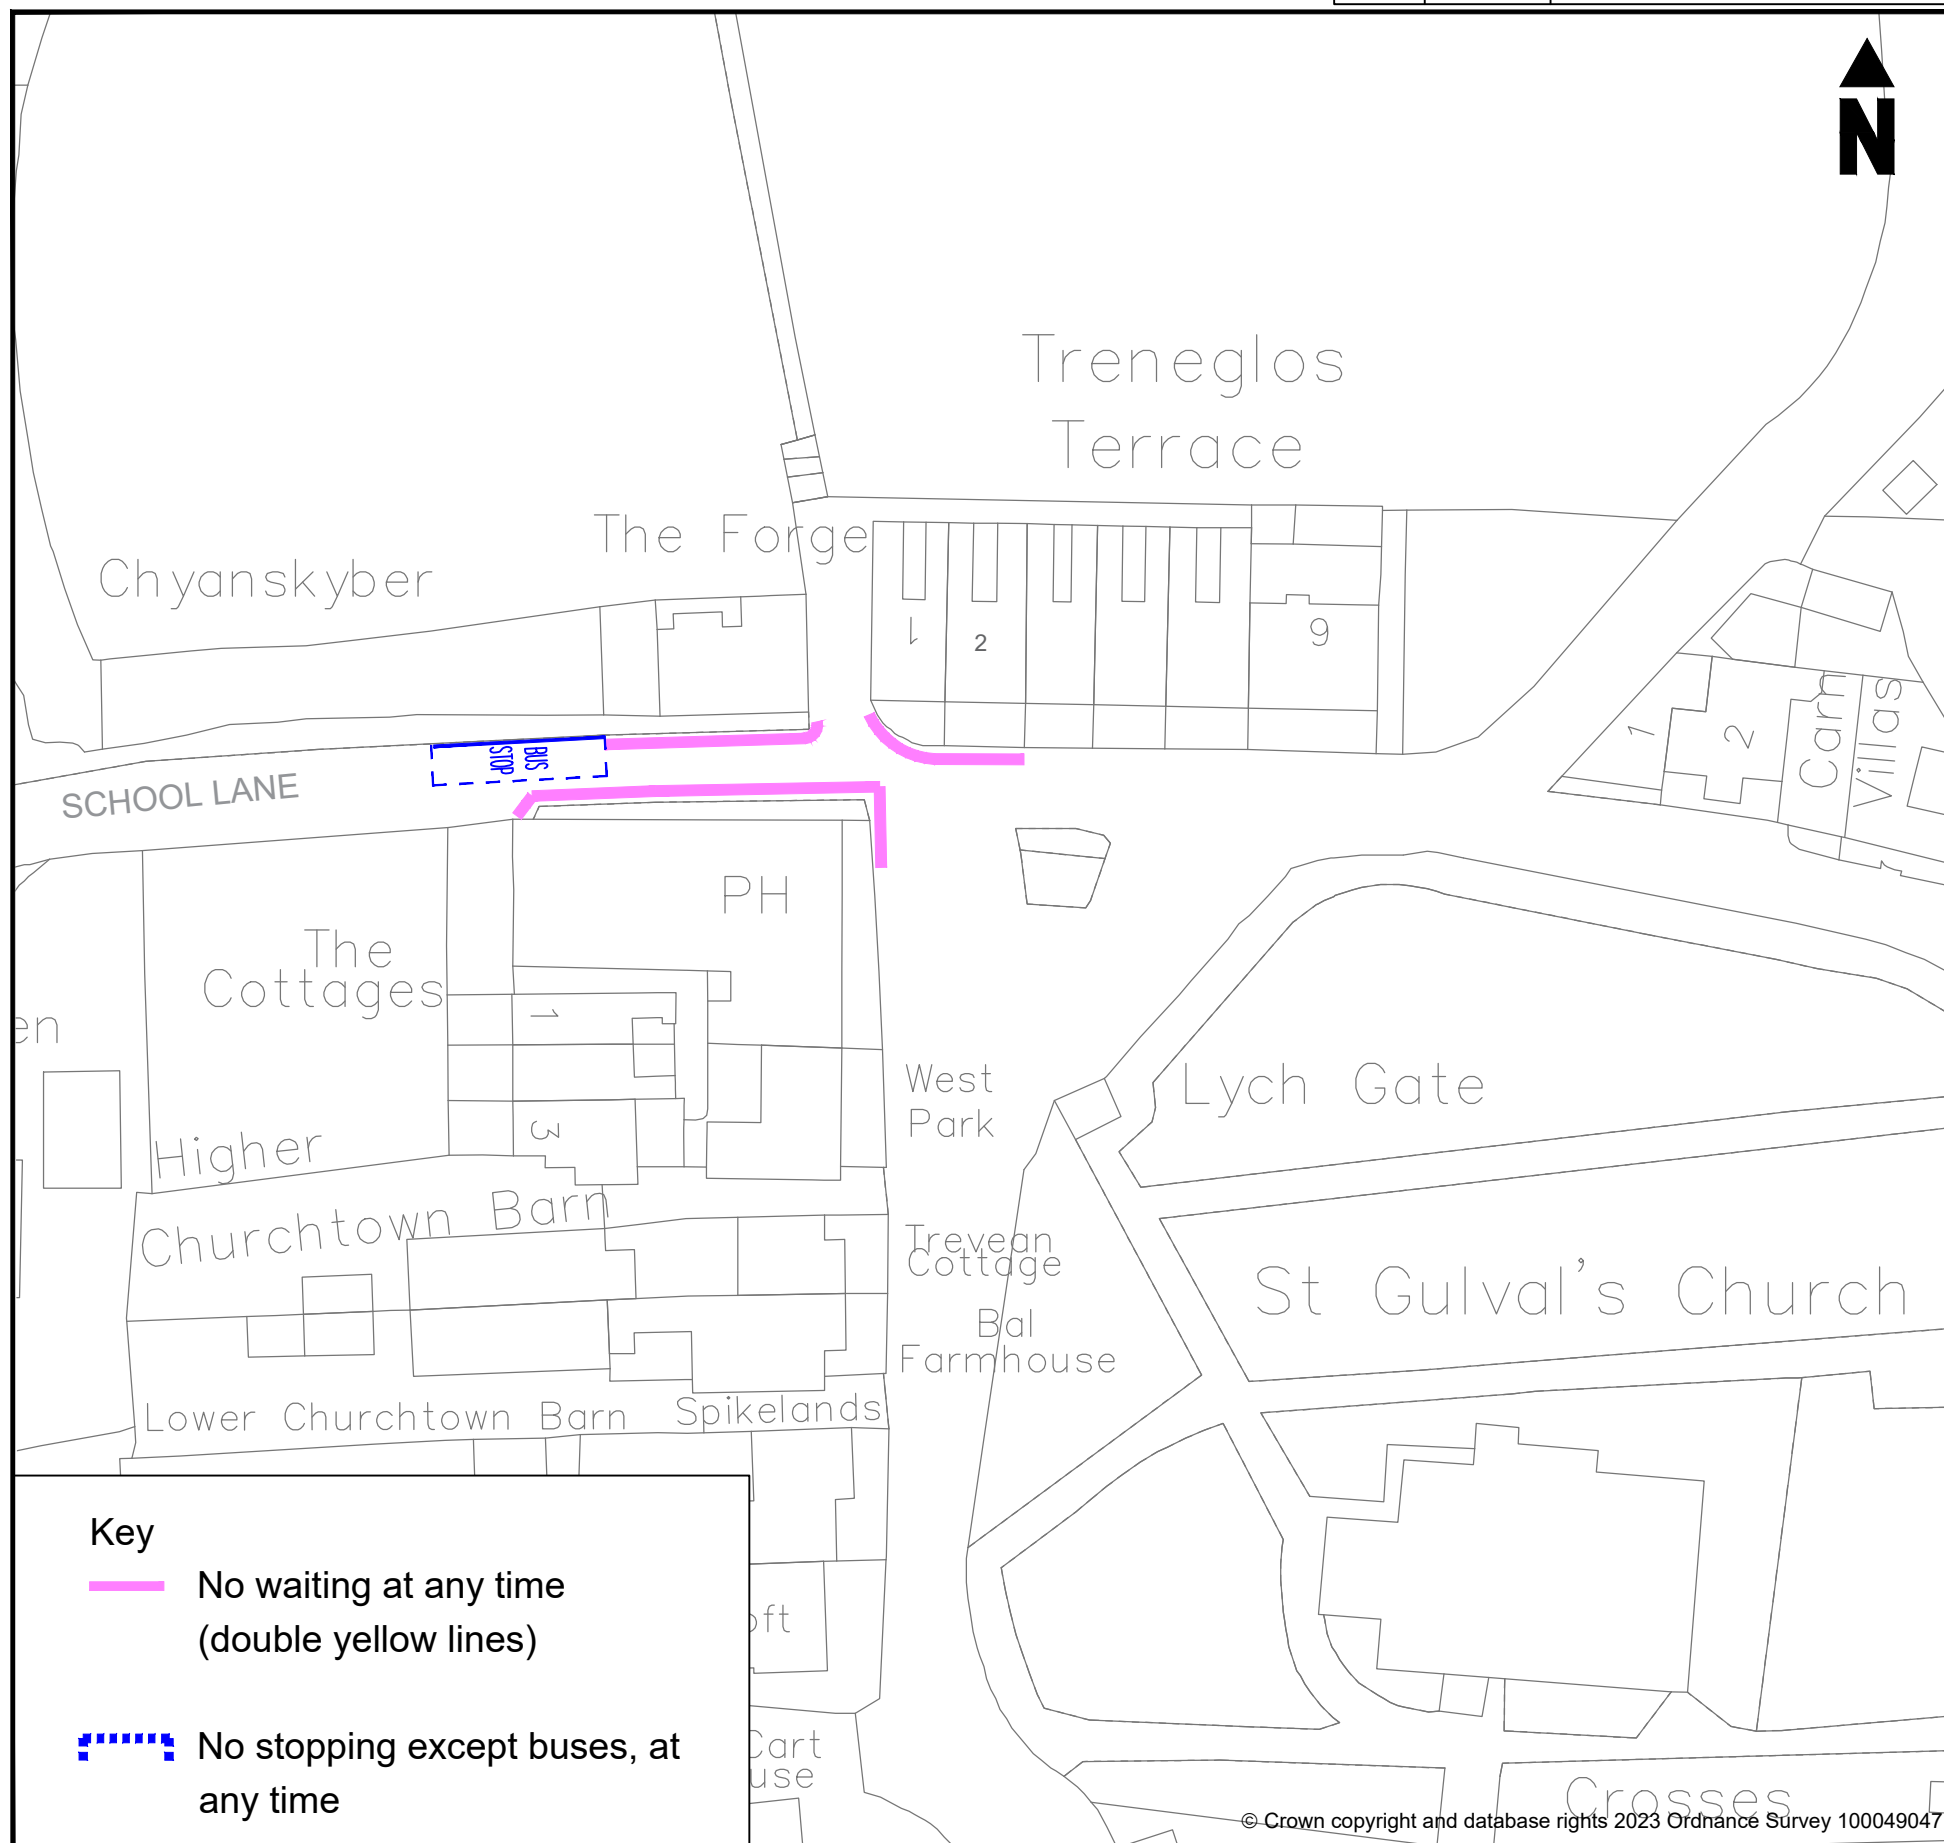 N
Treneglos
Terrace
The Forge
Chyanskyber
1
2
6
1
2
Carn
Villas
BUS
STOP
SCHOOL LANE
PH
The
Cottages
en
1
3
West
Park
Lych Gate
Higher
Churchtown Barn
Trevean
Cottage
St Gulval's Church
Bal
Farmhouse
Lower Churchtown Barn
Spikelands
Key
No waiting at any time
(double yellow lines)
No stopping except buses, at
any time
oft
Cart
use
Crosses
© Crown copyright and database rights 2023 Ordnance Survey 100049047